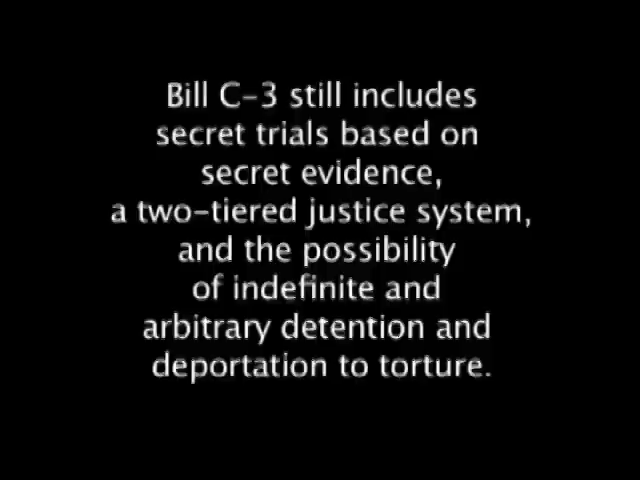 Bill C-3 still includes
secret trials based on
secret evidence,
a two-tiered justice system,
and the possibility
of indefinite and
arbitrary detention and
deportation to torture.